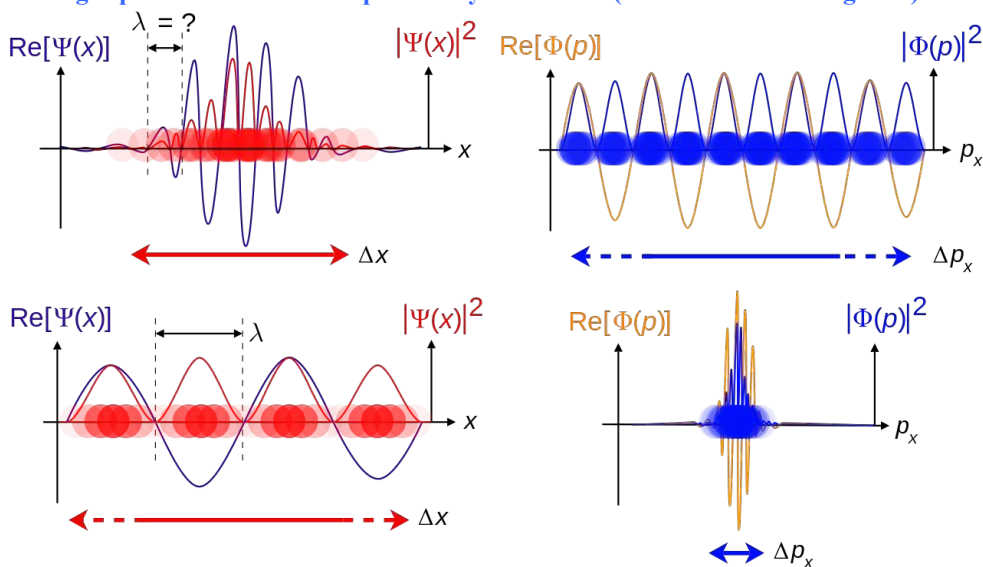 λ = ?
Re[Ψ(x)]
|Ψ(x)|²
x
Δx
Re[Φ(p)]
|Φ(p)|²
pₓ
Δpₓ
Re[Ψ(x)]
λ
|Ψ(x)|²
x
Δx
Re[Φ(p)]
|Φ(p)|²
pₓ
Δpₓ